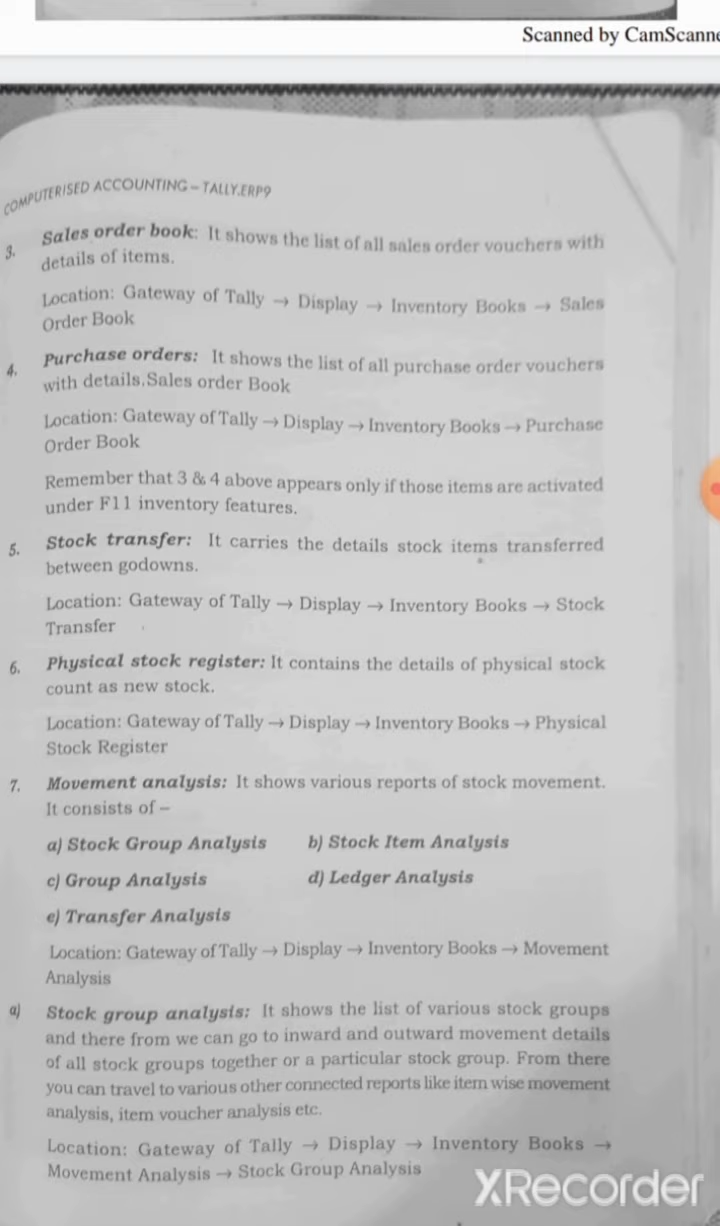 Scanned by CamScanne
COMPUTERISED ACCOUNTING – TALLY.ERP9
3. Sales order book: It shows the list of all sales order vouchers with
details of items.
Location: Gateway of Tally → Display → Inventory Books → Sales
Order Book
4. Purchase orders: It shows the list of all purchase order vouchers
with details.Sales order Book
Location: Gateway of Tally → Display → Inventory Books → Purchase
Order Book
Remember that 3 & 4 above appears only if those items are activated
under F11 inventory features.
5. Stock transfer: It carries the details stock items transferred
between godowns.
Location: Gateway of Tally → Display → Inventory Books → Stock
Transfer
6. Physical stock register: It contains the details of physical stock
count as new stock.
Location: Gateway of Tally → Display → Inventory Books → Physical
Stock Register
7. Movement analysis: It shows various reports of stock movement.
It consists of –
a) Stock Group Analysis b) Stock Item Analysis
c) Group Analysis d) Ledger Analysis
e) Transfer Analysis
Location: Gateway of Tally → Display → Inventory Books → Movement
Analysis
a) Stock group analysis: It shows the list of various stock groups
and there from we can go to inward and outward movement details
of all stock groups together or a particular stock group. From there
you can travel to various other connected reports like item wise movement
analysis, item voucher analysis etc.
Location: Gateway of Tally → Display → Inventory Books →
Movement Analysis → Stock Group Analysis
XRecorder